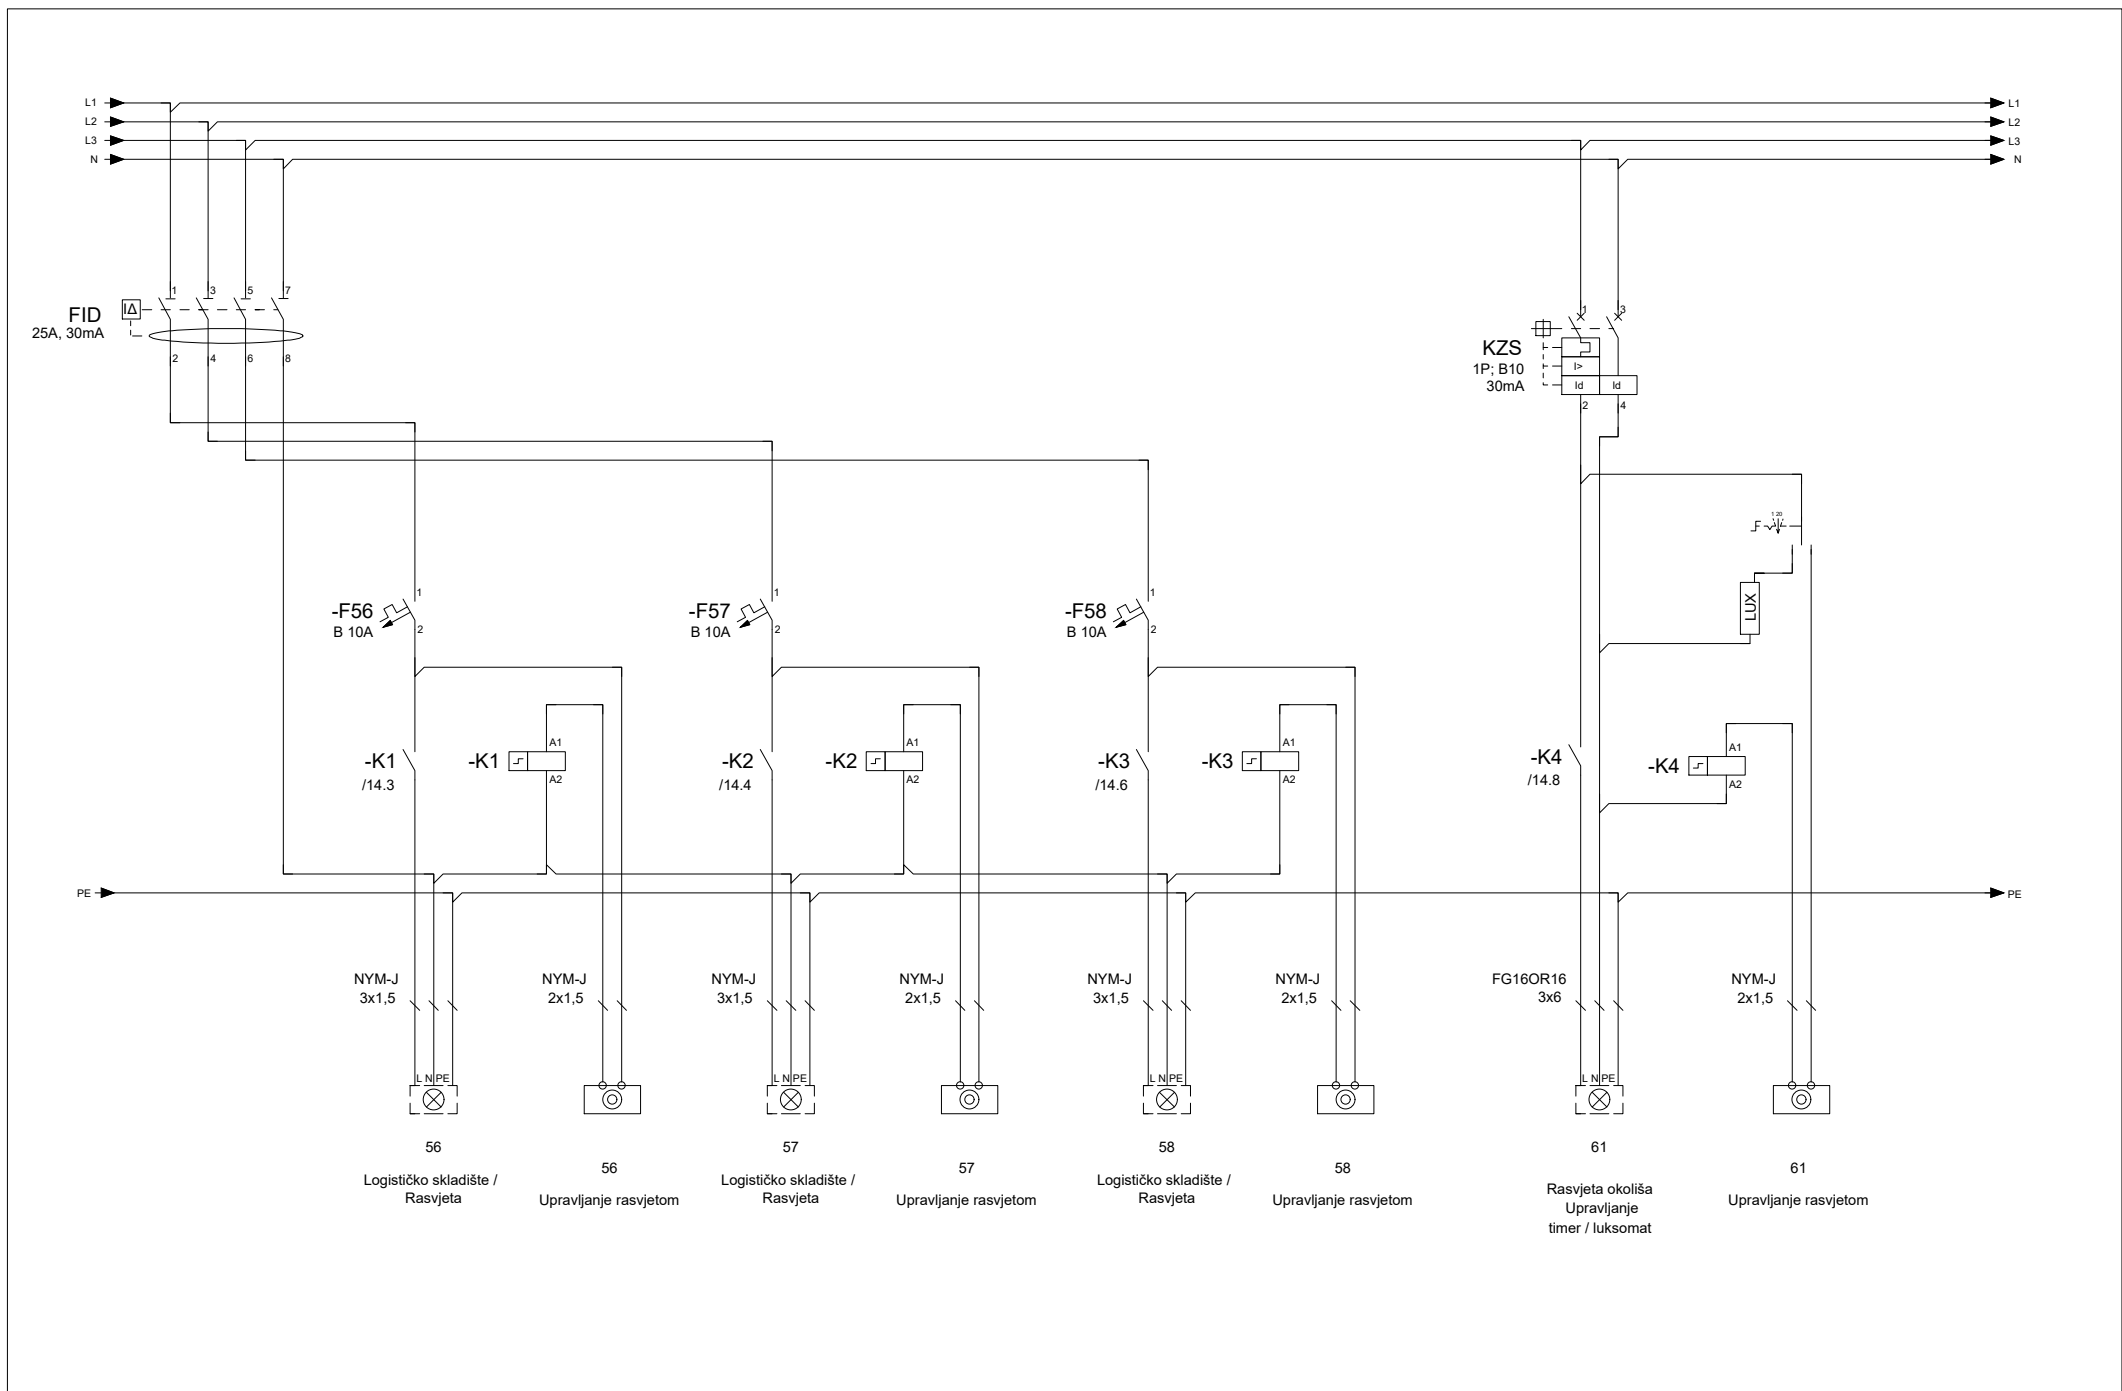 L1
L1
L2
L2
L3
L3
N
N
1
3
5
7
IΔ
FID
25A, 30mA
2
4
6
8
1
3
KZS
1P; B10
30mA
I>
Id
Id
2
4
1 20
LUX
-F56
B 10A
1
2
-F57
B 10A
1
2
-F58
B 10A
1
2
-K1
/14.3
-K1
A1
A2
-K2
/14.4
-K2
A1
A2
-K3
/14.6
-K3
A1
A2
-K4
/14.8
-K4
A1
A2
PE
PE
NYM-J
3x1,5
NYM-J
2x1,5
NYM-J
3x1,5
NYM-J
2x1,5
NYM-J
3x1,5
NYM-J
2x1,5
FG16OR16
3x6
NYM-J
2x1,5
L N PE
L N PE
L N PE
L N PE
56
Logističko skladište /
Rasvjeta
56
Upravljanje rasvjetom
57
Logističko skladište /
Rasvjeta
57
Upravljanje rasvjetom
58
Logističko skladište /
Rasvjeta
58
Upravljanje rasvjetom
61
Rasvjeta okoliša
Upravljanje
timer / luksomat
61
Upravljanje rasvjetom